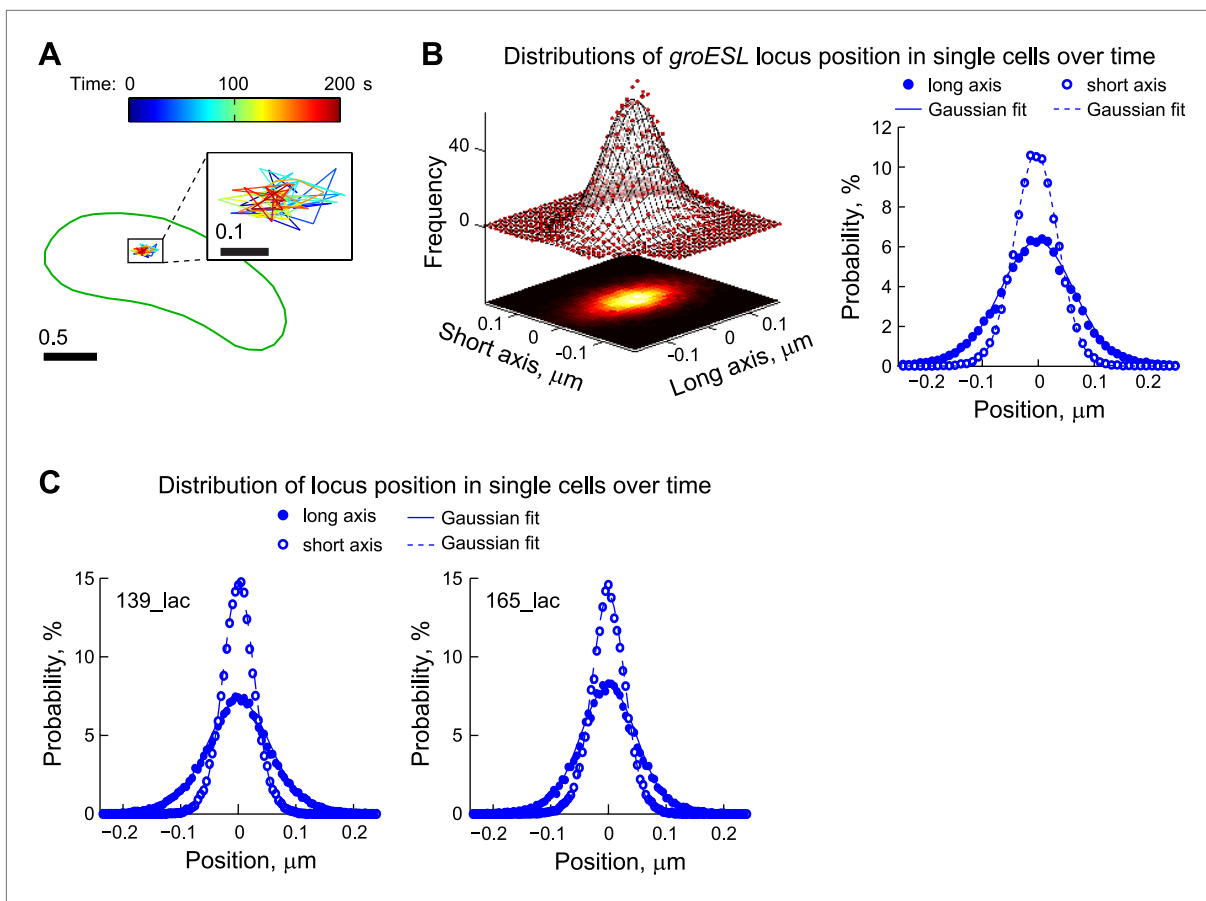 A
Time: 0 100 200 s
0.1
0.5
B Distributions of groESL locus position in single cells over time
40
0
Frequency
0.1 0 −0.1
Short axis, μm
−0.1 0 0.1
Long axis, μm
long axis short axis
Gaussian fit Gaussian fit
12
10
8
6
4
2
0
Probability, %
−0.2 −0.1 0 0.1 0.2
Position, μm
C Distribution of locus position in single cells over time
long axis Gaussian fit
short axis Gaussian fit
139_lac
15
10
5
0
Probability, %
−0.2 −0.1 0 0.1 0.2
Position, μm
165_lac
15
10
5
0
Probability, %
−0.2 −0.1 0 0.1 0.2
Position, μm